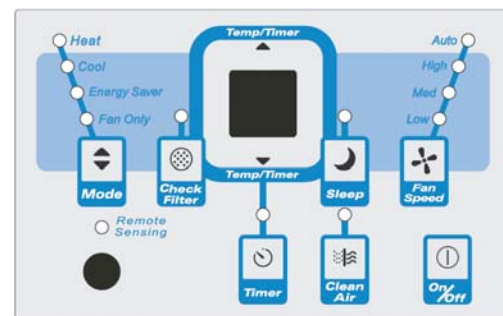 Temp/Timer
Heat
Cool
Energy Saver
Fan Only
Auto
High
Med
Low
Temp/Timer
Mode
Check
Filter
Sleep
Fan
Speed
Remote
Sensing
Timer
Clean
Air
On/Off